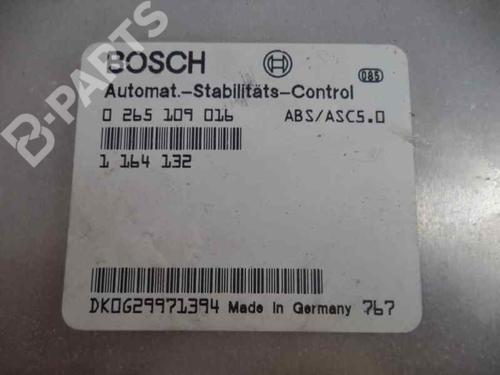 BOSCH
085
Automat.-Stabilitäts-Control
0 265 109 016 ABS/ASC5.0
1 164 132
DK0G29971394 Made in Germany 767
B-PARTS